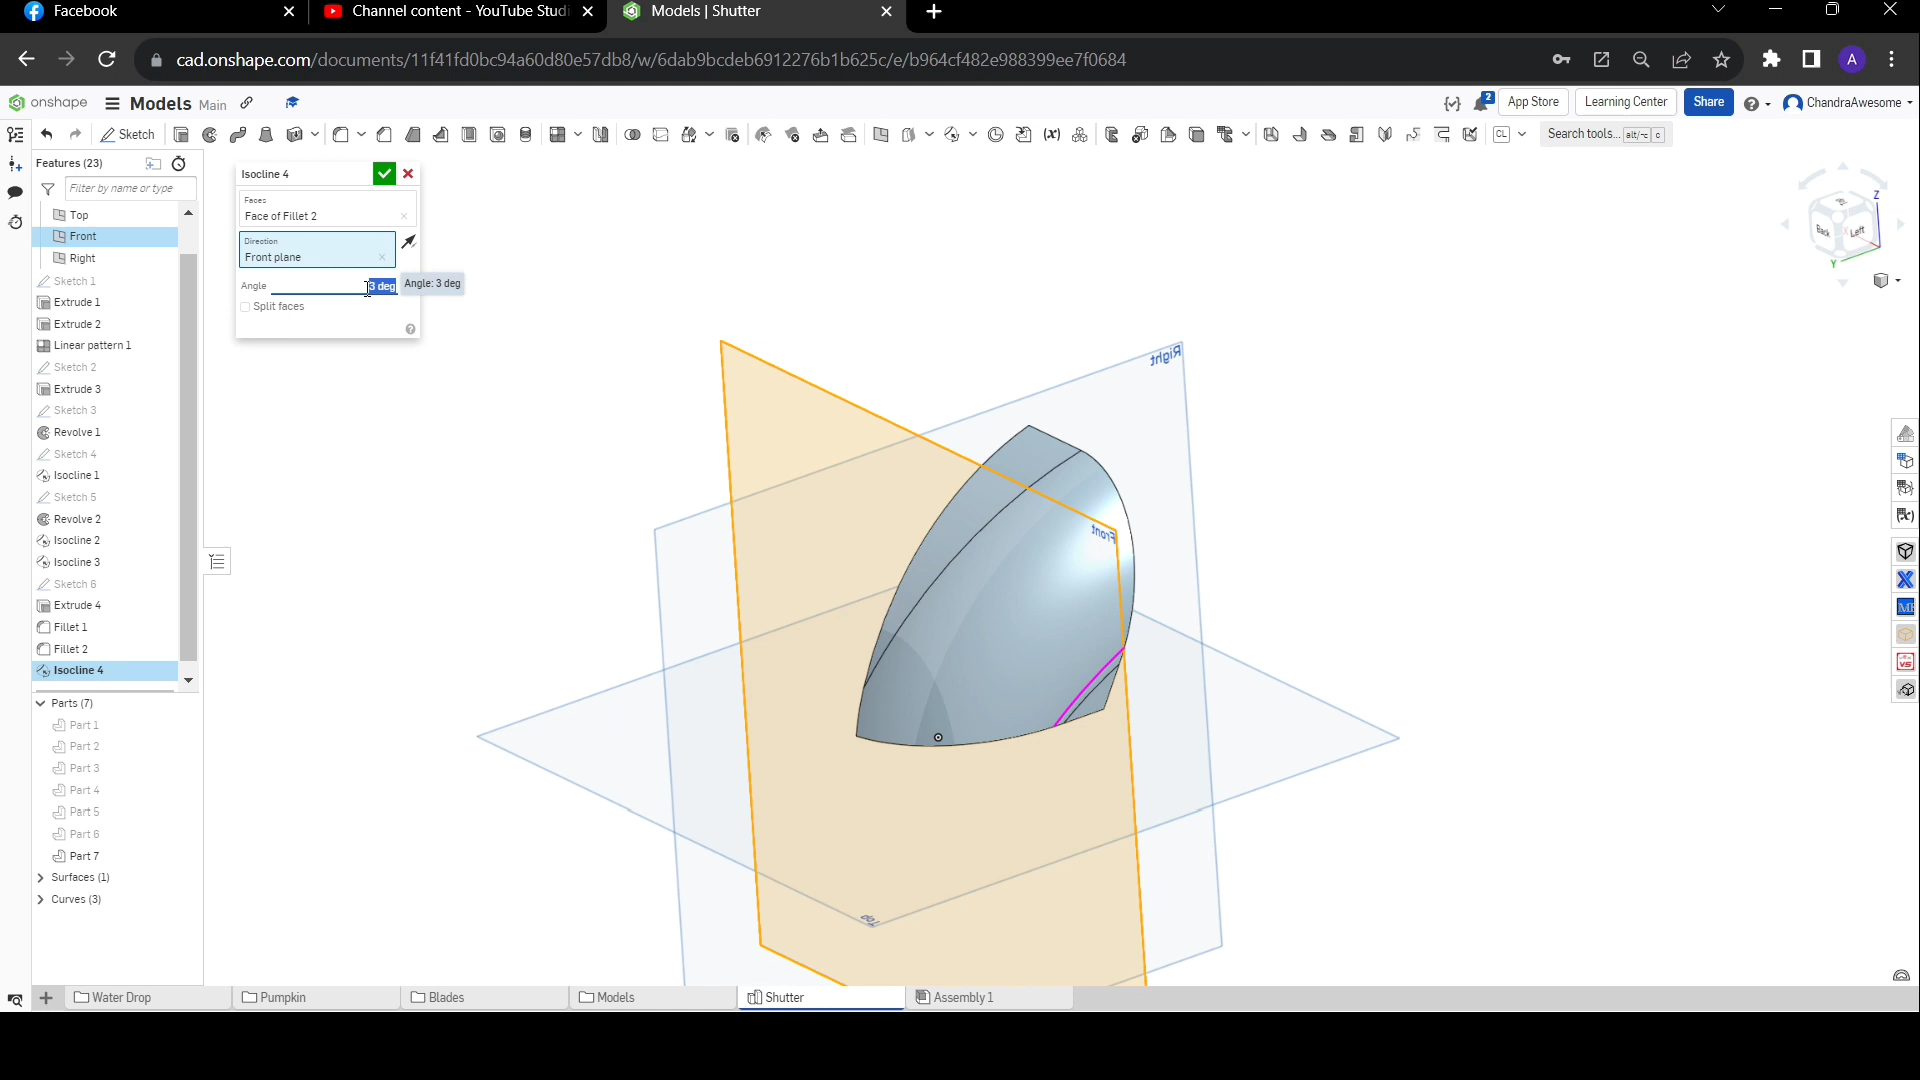 Facebook
Channel content - YouTube Studi
Models | Shutter
cad.onshape.com/documents/11f41fd0bc94a60d80e57db8/w/6dab9bcdeb6912276b1b625c/e/b964cf482e988399ee7f0684
A
onshape
Models Main
2
App Store
Learning Center
Share
ChandraAwesome
Sketch
CL
Search tools... alt/⌥ c
Features (23)
Filter by name or type
Top
Front
Right
Sketch 1
Extrude 1
Extrude 2
Linear pattern 1
Sketch 2
Extrude 3
Sketch 3
Revolve 1
Sketch 4
Isocline 1
Sketch 5
Revolve 2
Isocline 2
Isocline 3
Sketch 6
Extrude 4
Fillet 1
Fillet 2
Isocline 4
Parts (7)
Part 1
Part 2
Part 3
Part 4
Part 5
Part 6
Part 7
Surfaces (1)
Curves (3)
Isocline 4
Faces
Face of Fillet 2
Direction
Front plane
Angle
3 deg
Angle: 3 deg
Split faces
Right
Front
Top
Z
Back
Left
X
Y
Water Drop
Pumpkin
Blades
Models
Shutter
Assembly 1